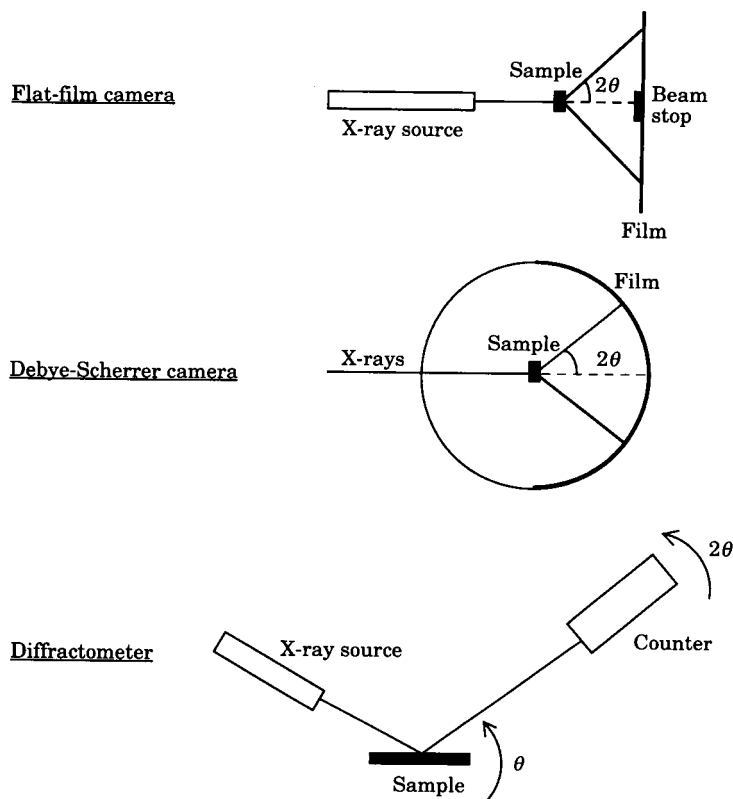 Flat-film camera
Sample
2θ
Beam
stop
X-ray source
Film
Debye-Scherrer camera
X-rays
Sample
2θ
Film
Diffractometer
X-ray source
2θ
Counter
θ
Sample